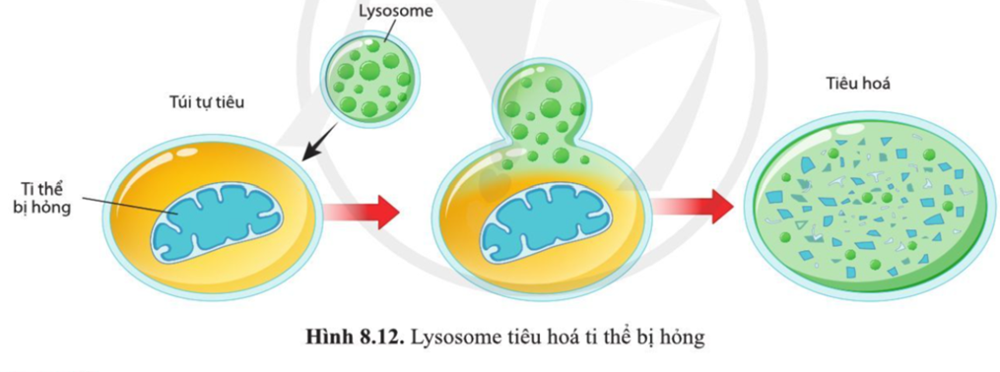 Lysosome
Túi tự tiêu
Tiêu hoá
Ti thể
bị hỏng
Hình 8.12. Lysosome tiêu hoá ti thể bị hỏng